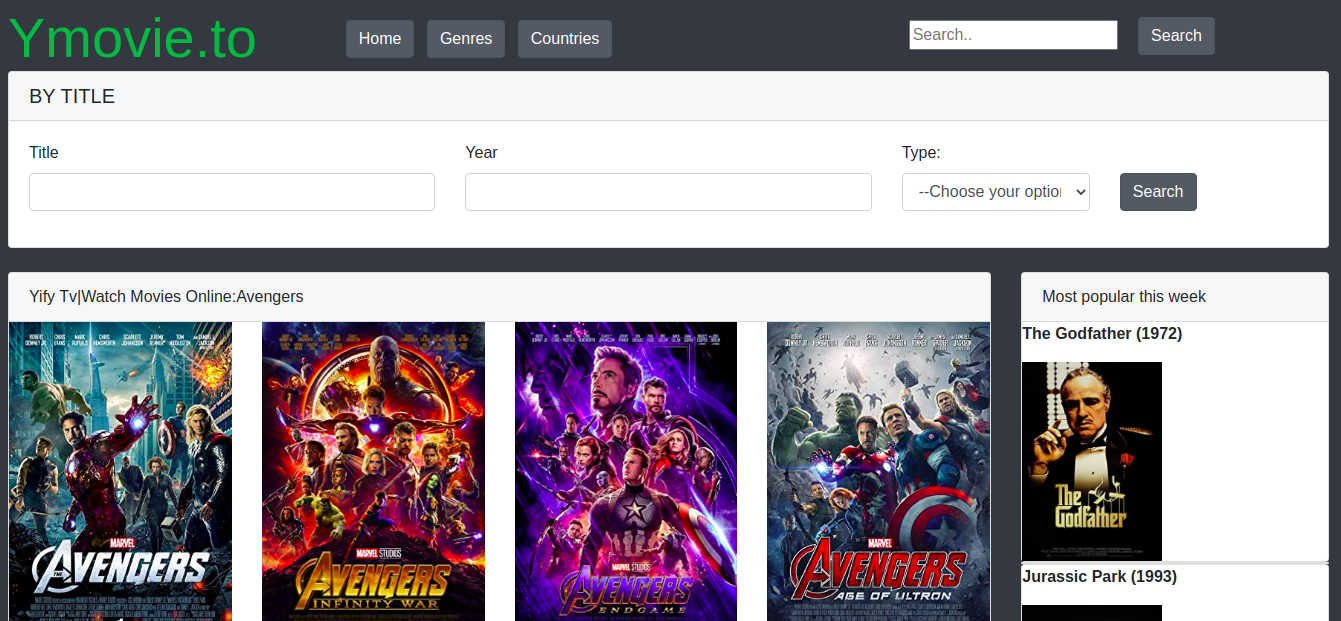 Ymovie.to
Home
Genres
Countries
Search..
Search
BY TITLE
Title
Year
Type:
--Choose your optio
Search
Yify Tv|Watch Movies Online:Avengers
MARVEL
THE AVENGERS
MARVEL STUDIOS
AVENGERS
INFINITY WAR
MARVEL STUDIOS
AVENGERS
ENDGAME
MARVEL
AVENGERS
AGE OF ULTRON
Most popular this week
The Godfather (1972)
The
Godfather
Jurassic Park (1993)